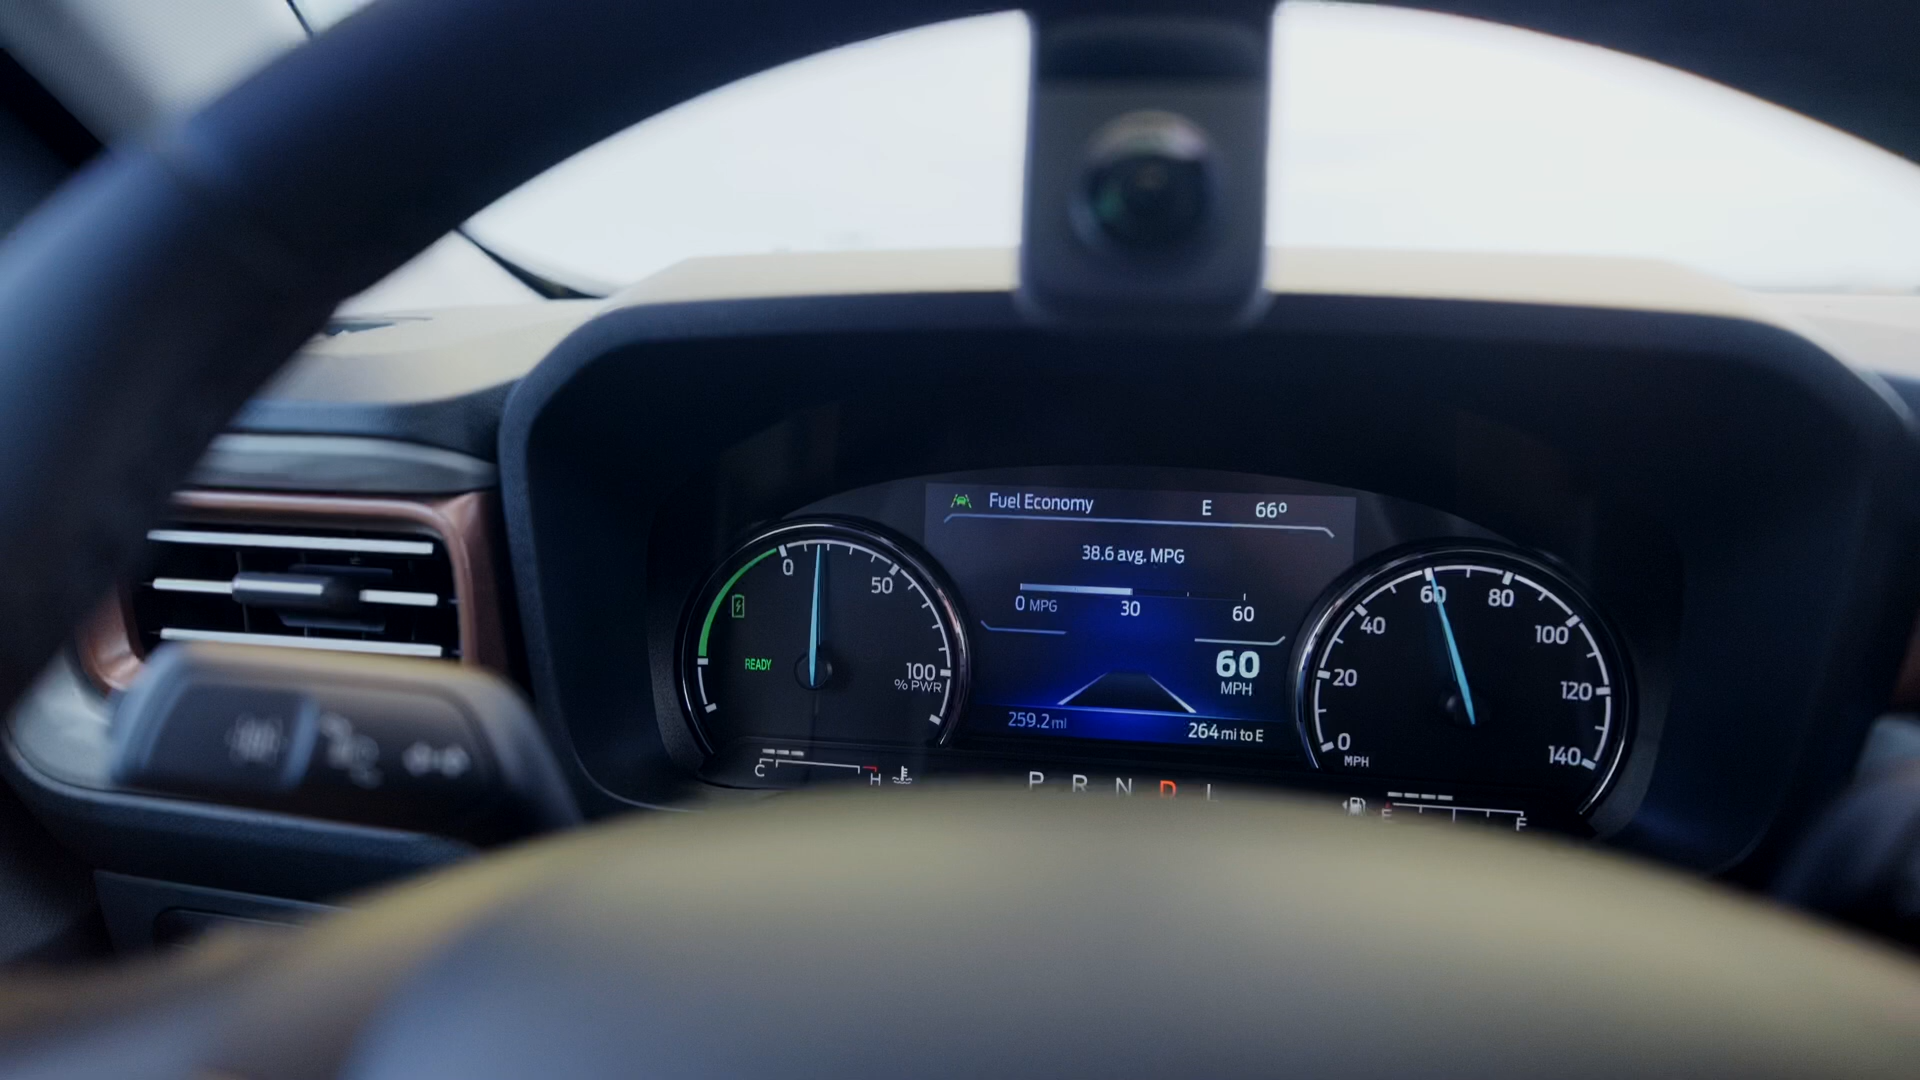 Fuel Economy E 66º
38.6 avg. MPG
0 MPG 30 60
60
MPH
259.2 mi 264 mi to E
0 50 100
% PWR
READY
C H
P R N D L
0 20 40 60 80 100 120 140
MPH
E F